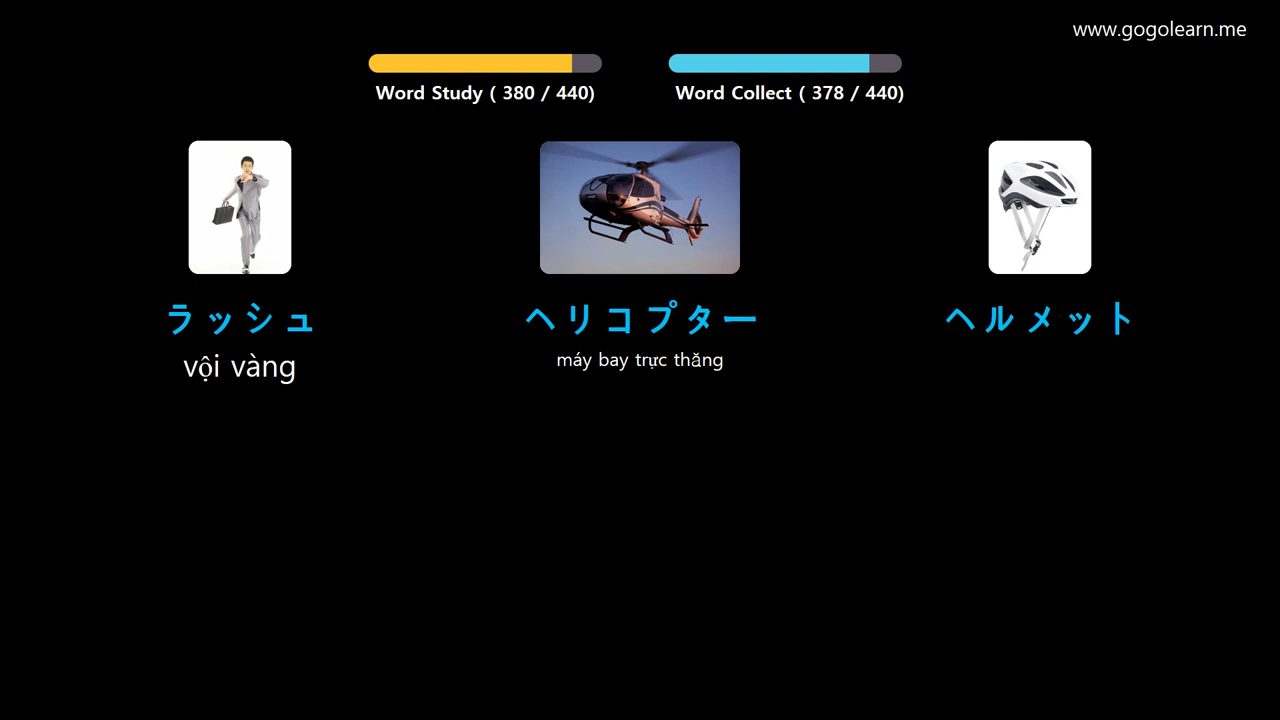 www.gogolearn.me
Word Study ( 380 / 440)
Word Collect ( 378 / 440)
ラッシュ
ヘリコプター
ヘルメット
vội vàng
máy bay trực thăng